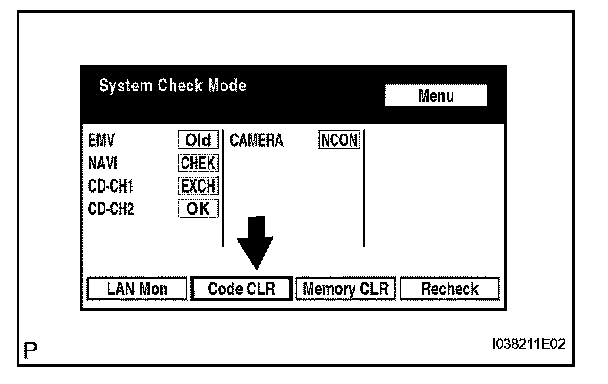 System Check Mode
Menu
EMV Old CAMERA NCON
NAVI CHEK
CD-CH1 EXCH
CD-CH2 OK
LAN Mon Code CLR Memory CLR Recheck
P
I038211E02